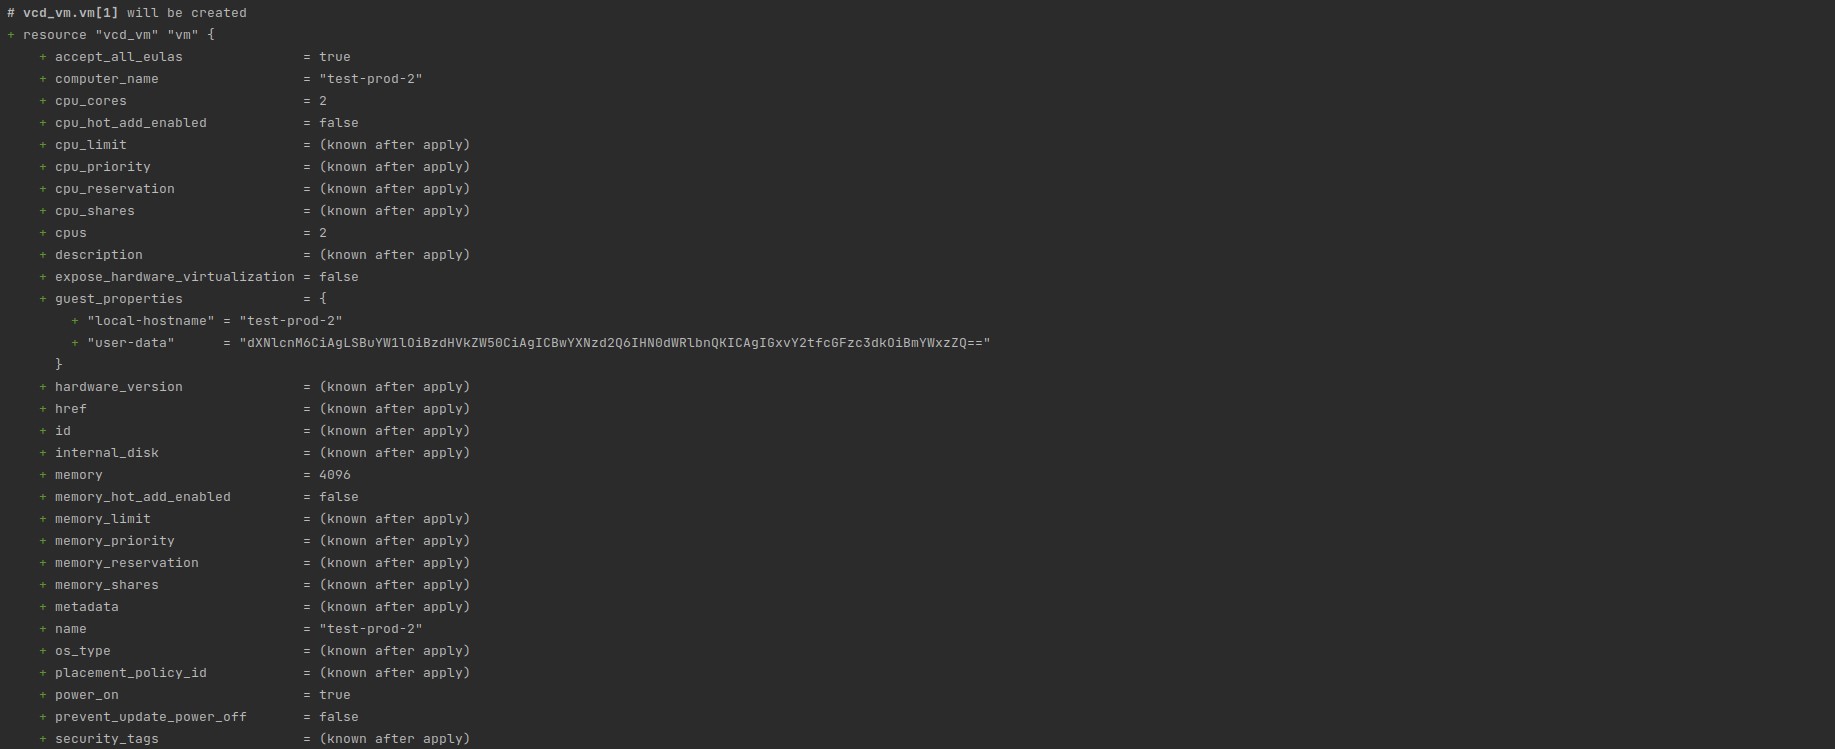 # vcd_vm.vm[1] will be created
+ resource "vcd_vm" "vm" {
    + accept_all_eulas               = true
    + computer_name                  = "test-prod-2"
    + cpu_cores                      = 2
    + cpu_hot_add_enabled            = false
    + cpu_limit                      = (known after apply)
    + cpu_priority                   = (known after apply)
    + cpu_reservation                = (known after apply)
    + cpu_shares                     = (known after apply)
    + cpus                           = 2
    + description                    = (known after apply)
    + expose_hardware_virtualization = false
    + guest_properties               = {
        + "local-hostname" = "test-prod-2"
        + "user-data"      = "dXNlcnM6CiAgLSBuYW1lOiBzdHVkZW50CiAgICBwYXNzd2Q6IHN0dWRlbnQKICAgIGxvY2tfcGFzc3dkOiBmYWxzZQ=="
      }
    + hardware_version               = (known after apply)
    + href                           = (known after apply)
    + id                             = (known after apply)
    + internal_disk                  = (known after apply)
    + memory                         = 4096
    + memory_hot_add_enabled         = false
    + memory_limit                   = (known after apply)
    + memory_priority                = (known after apply)
    + memory_reservation             = (known after apply)
    + memory_shares                  = (known after apply)
    + metadata                       = (known after apply)
    + name                           = "test-prod-2"
    + os_type                        = (known after apply)
    + placement_policy_id            = (known after apply)
    + power_on                       = true
    + prevent_update_power_off       = false
    + security_tags                  = (known after apply)